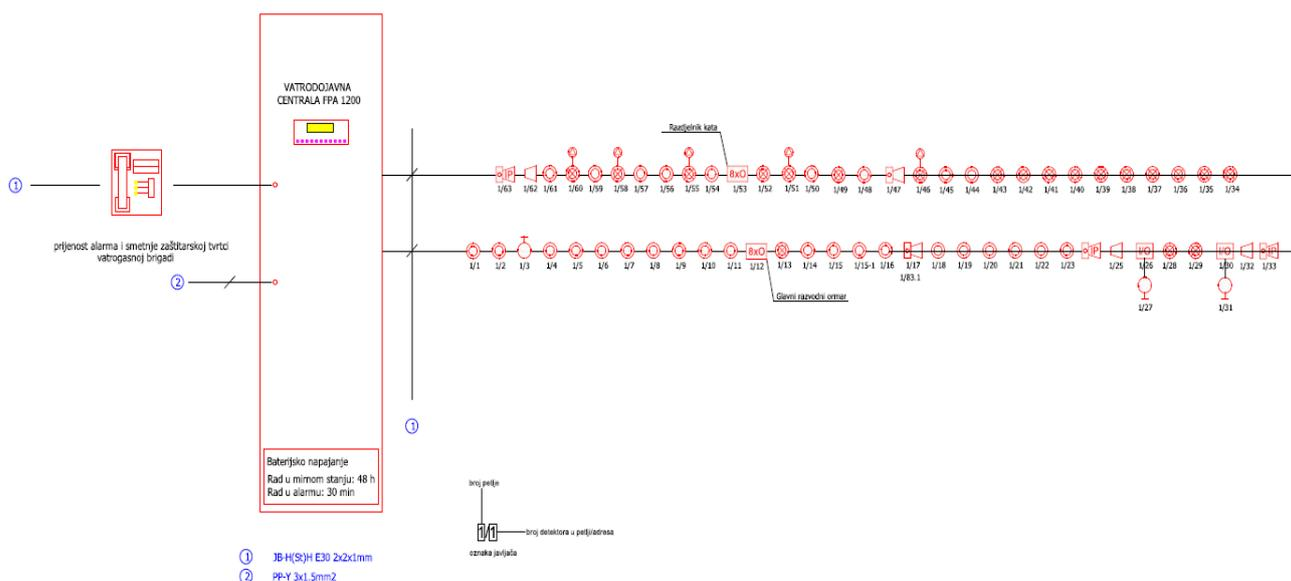 VATRODOJAVNA
CENTRALA FPA 1200
Razdjelnik kata
8xO
1/63 1/62 1/61 1/60 1/59 1/58 1/57 1/56 1/55 1/54 1/53 1/52 1/51 1/50 1/49 1/48 1/47 1/46 1/45 1/44 1/43 1/42 1/41 1/40 1/39 1/38 1/37 1/36 1/35 1/34
1
prijenost alarma i smetnje zaštitarskoj tvrtci
vatrogasnoj brigadi
2
8xO I/O I/O
1/1 1/2 1/3 1/4 1/5 1/6 1/7 1/8 1/9 1/10 1/11 1/12 1/13 1/14 1/15 1/15-1 1/16 1/17 1/18 1/19 1/20 1/21 1/22 1/23 1/25 1/26 1/28 1/29 1/30 1/32 1/33
1/83.1
Glavni razvodni ormar
1/27 1/31
1
Baterijsko napajanje
Rad u mirnom stanju: 48 h
Rad u alarmu: 30 min
broj petlje
1/1
broj detektora u petlji/adresa
oznaka javljača
1 JB-H(St)H E30 2x2x1mm
2 PP-Y 3x1.5mm2